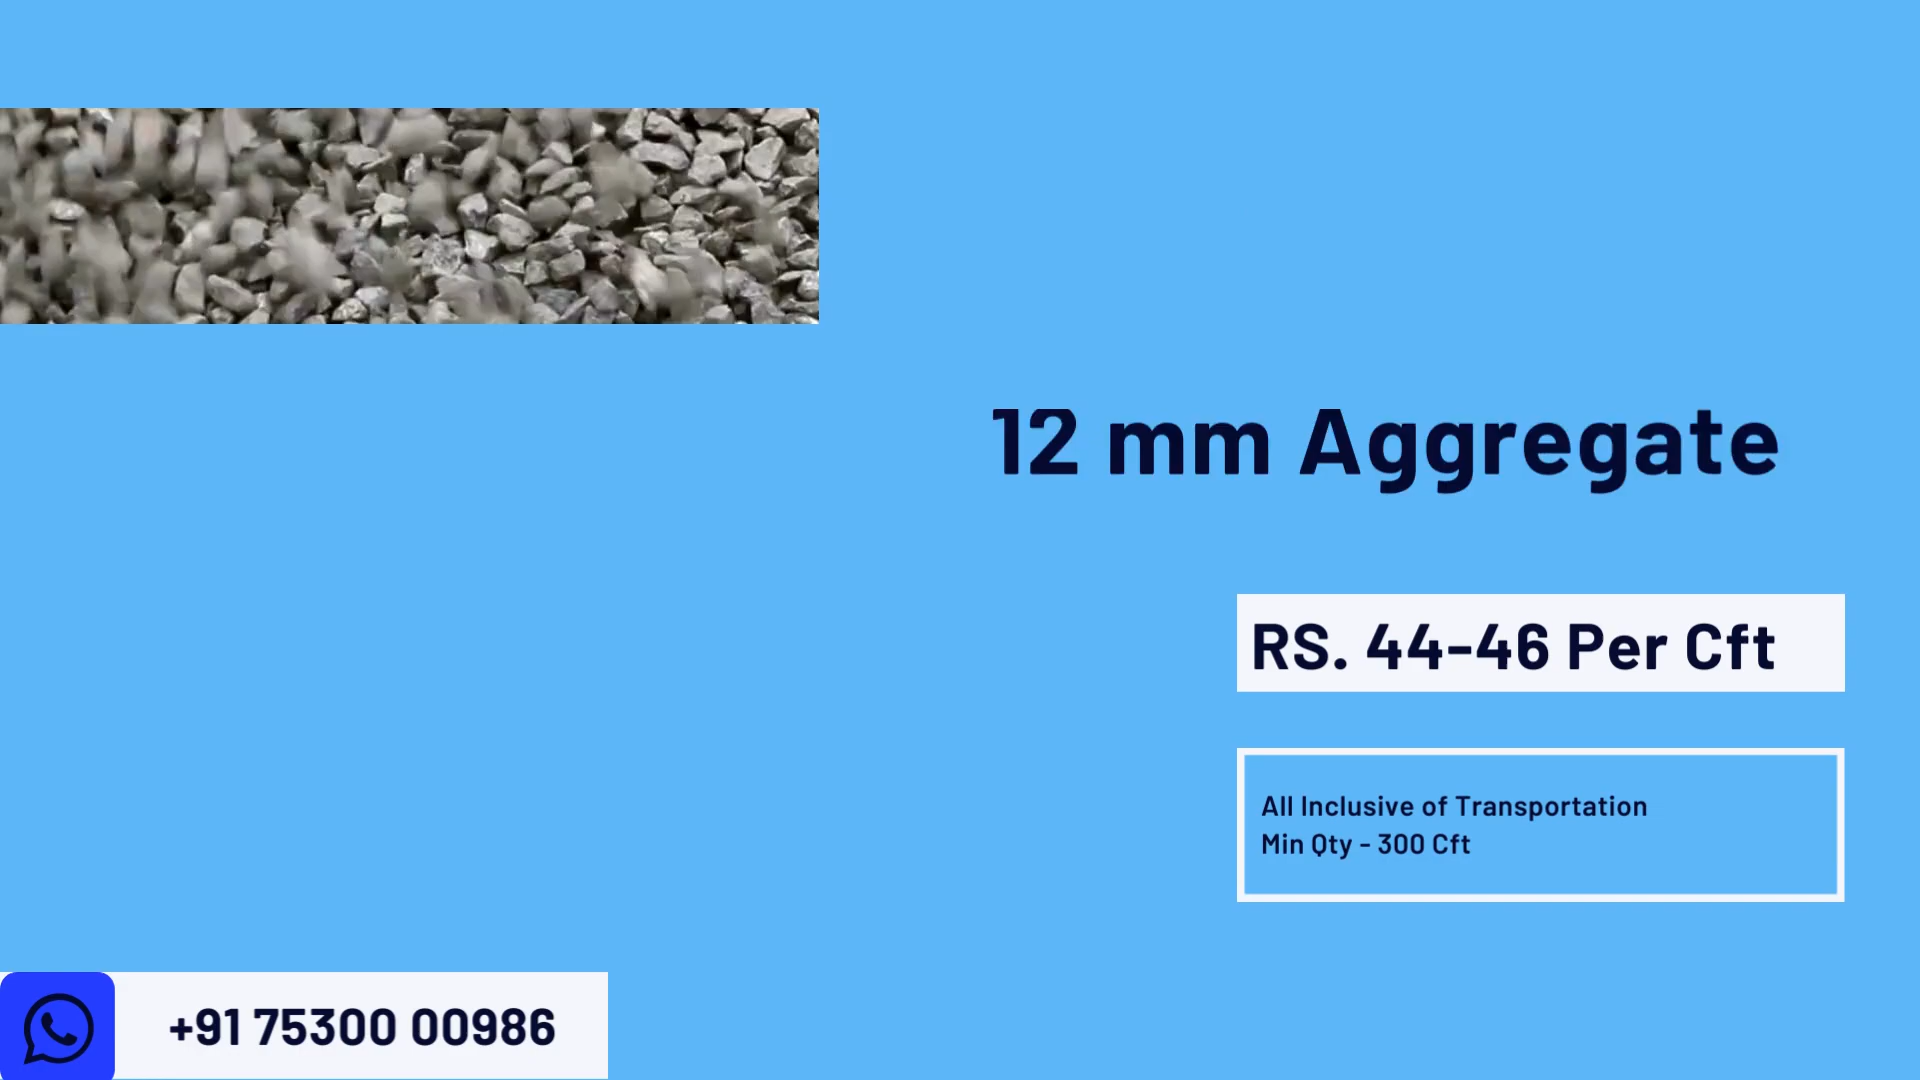 12 mm Aggregate
RS. 44-46 Per Cft
All Inclusive of Transportation
Min Qty - 300 Cft
+91 75300 00986